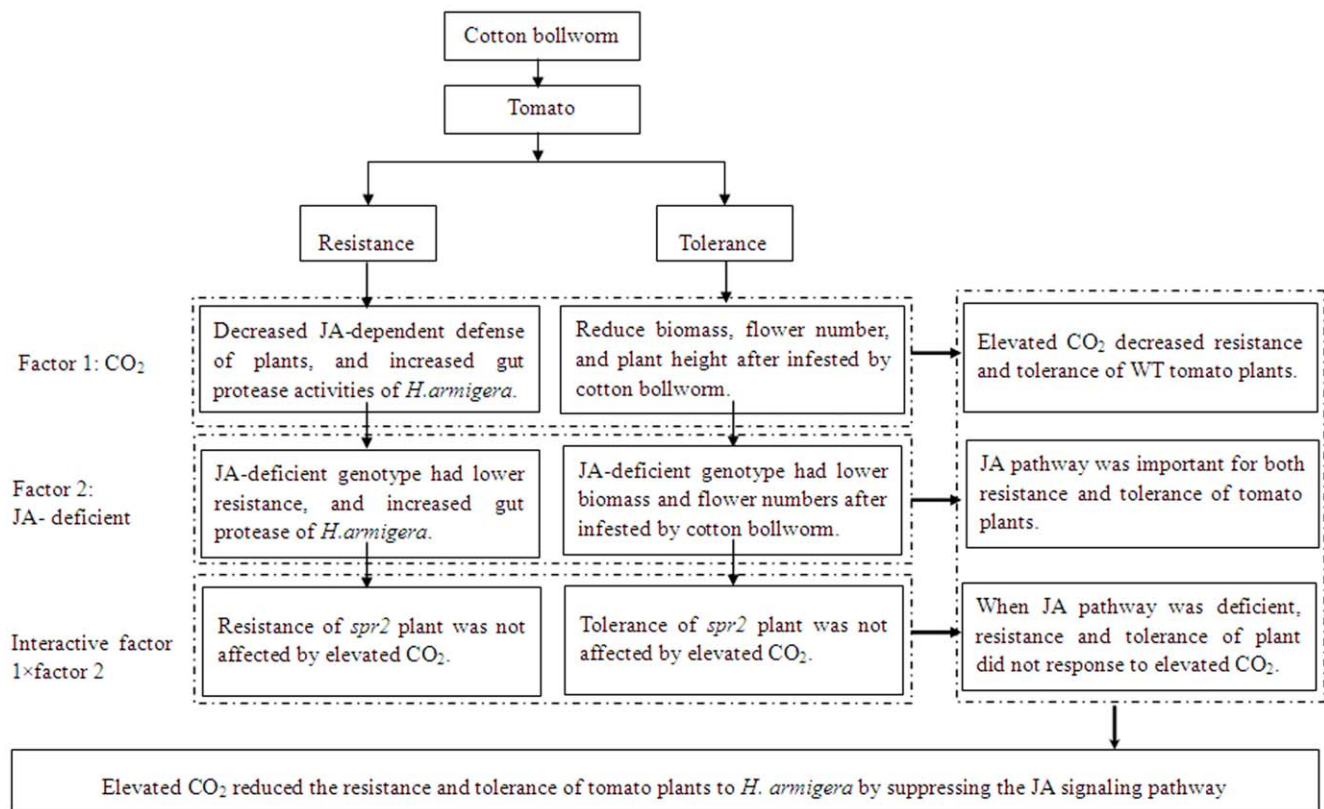 Cotton bollworm
Tomato
Resistance
Tolerance
Factor 1: CO₂
Decreased JA-dependent defense
of plants, and increased gut
protease activities of H.armigera.
Reduce biomass, flower number,
and plant height after infested by
cotton bollworm.
Elevated CO₂ decreased resistance
and tolerance of WT tomato plants.
Factor 2:
JA- deficient
JA-deficient genotype had lower
resistance, and increased gut
protease of H.armigera.
JA-deficient genotype had lower
biomass and flower numbers after
infested by cotton bollworm.
JA pathway was important for both
resistance and tolerance of tomato
plants.
Interactive factor
1×factor 2
Resistance of spr2 plant was not
affected by elevated CO₂.
Tolerance of spr2 plant was not
affected by elevated CO₂.
When JA pathway was deficient,
resistance and tolerance of plant
did not response to elevated CO₂.
Elevated CO₂ reduced the resistance and tolerance of tomato plants to H. armigera by suppressing the JA signaling pathway